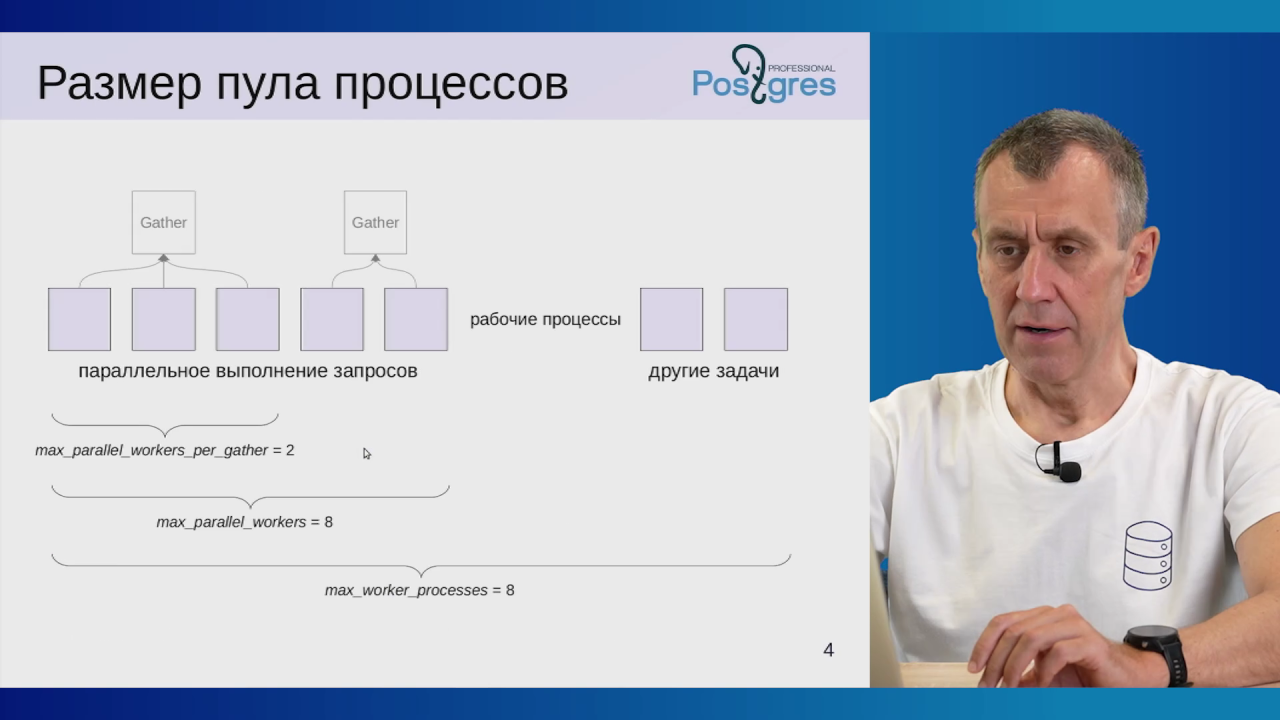 Размер пула процессов
PROFESSIONAL
Postgres
Gather
Gather
рабочие процессы
параллельное выполнение запросов
другие задачи
max_parallel_workers_per_gather = 2
max_parallel_workers = 8
max_worker_processes = 8
4